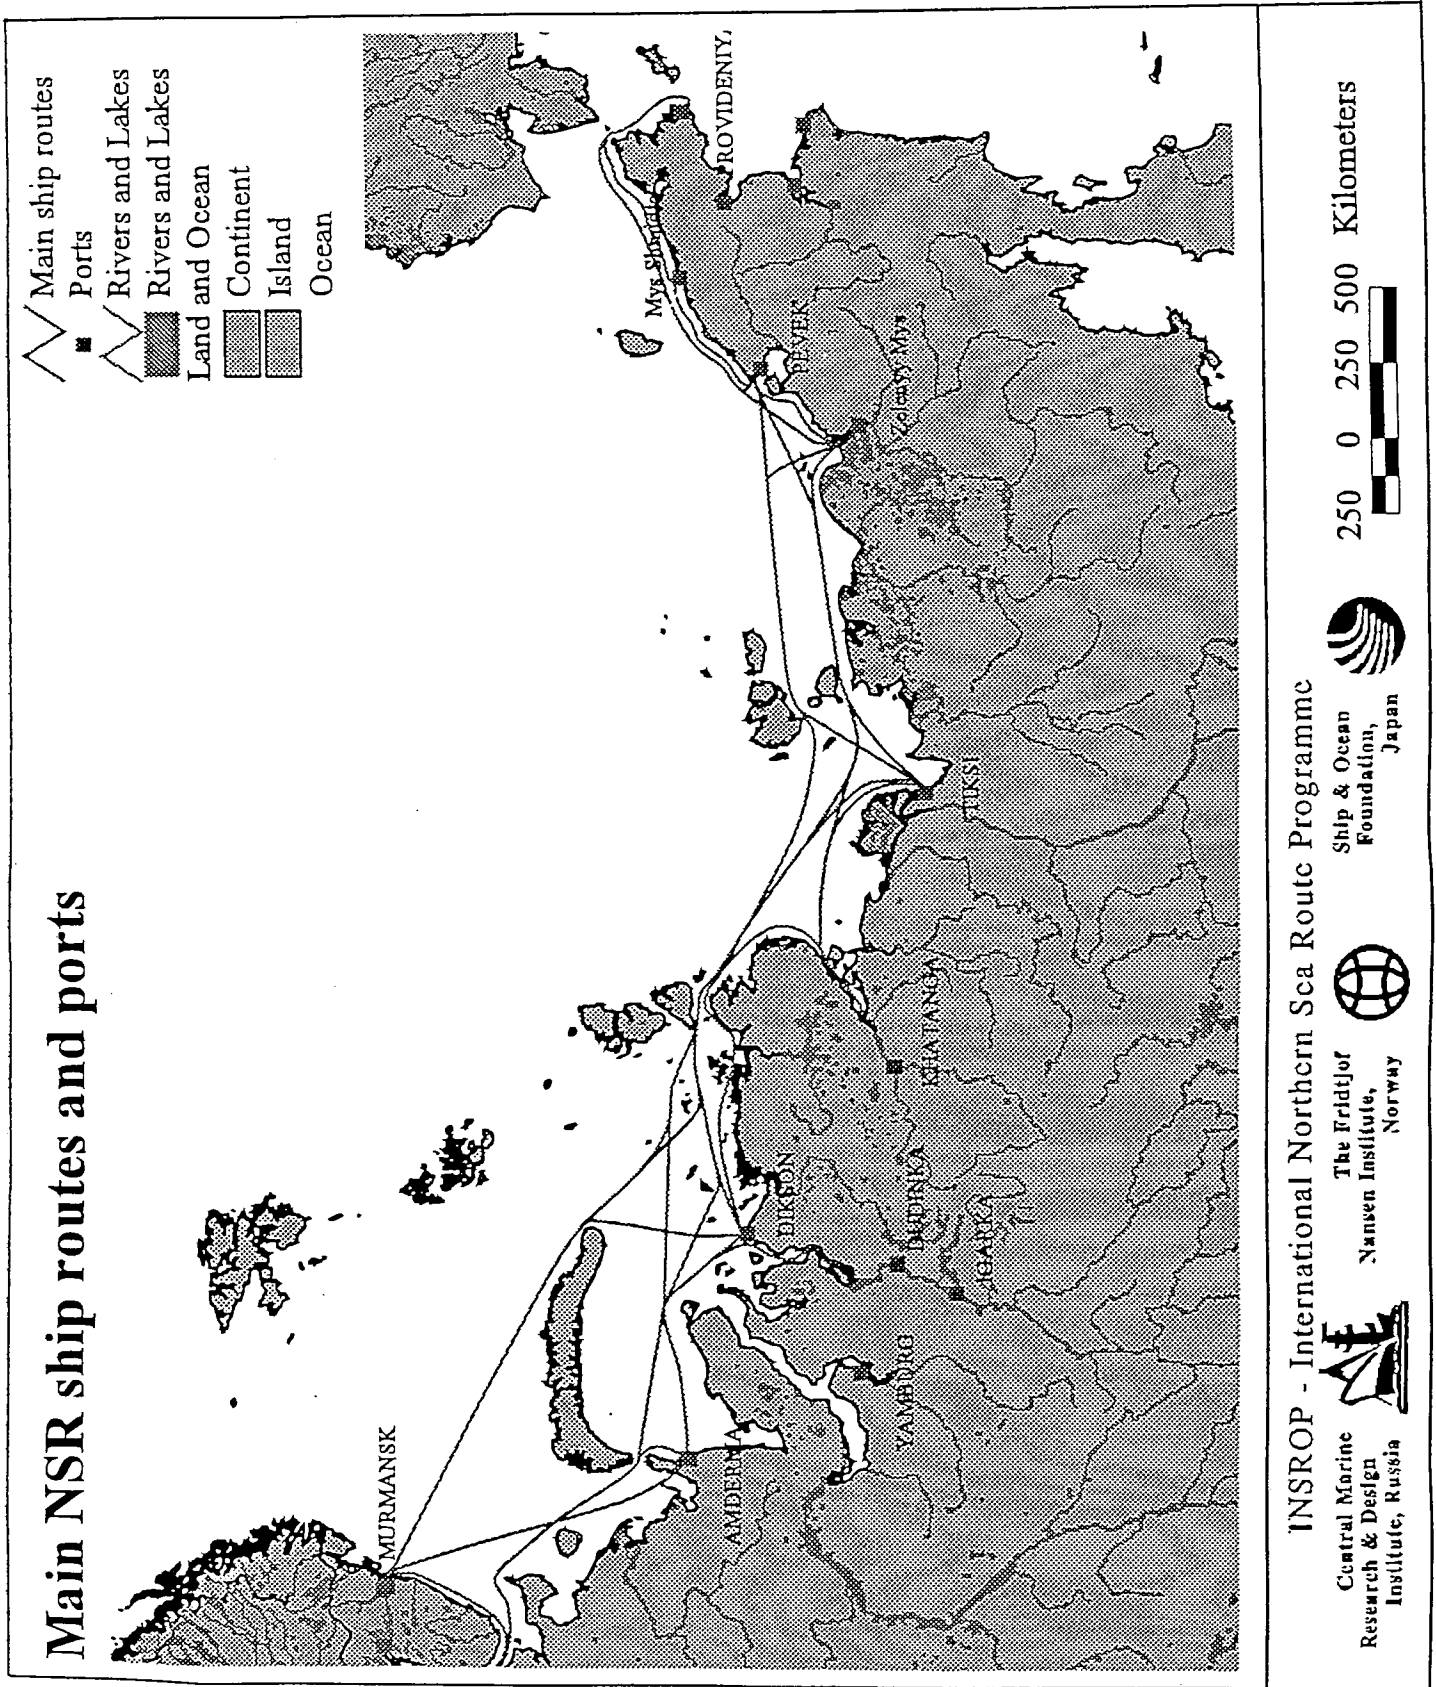 Main NSR ship routes and ports
Main ship routes
Ports
Rivers and Lakes
Rivers and Lakes
Land and Ocean
Continent
Island
Ocean
MURMANSK
AMDERMA
YAMBURG
DIKSON
DUDINKA
IGARKA
KHATANGA
TIKSI
Zelenyy Mys
PEVEK
Mys Shmidta
ROVIDENIY
INSROP - International Northern Sea Route Programme
Central Marine
Research & Design
Institute, Russia
The Fridtjof
Nansen Institute,
Norway
Ship & Ocean
Foundation,
Japan
250 0 250 500 Kilometers